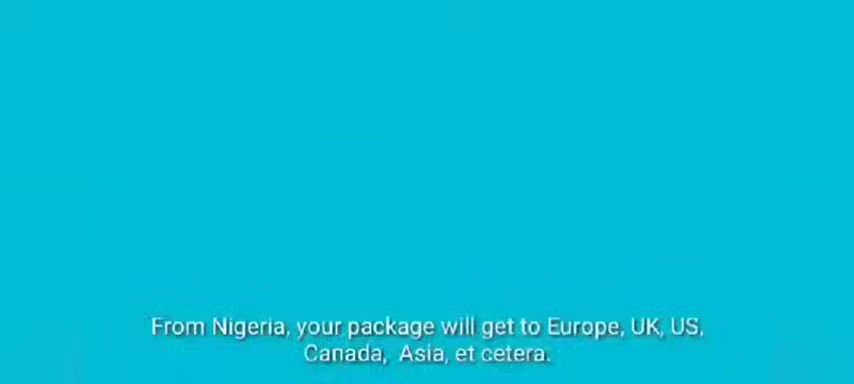 From Nigeria, your package will get to Europe, UK, US,
Canada,  Asia, et cetera.